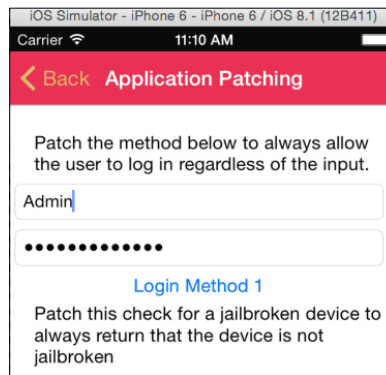 iOS Simulator - iPhone 6 - iPhone 6 / iOS 8.1 (12B411)
Carrier 11:10 AM
Back Application Patching
Patch the method below to always allow
the user to log in regardless of the input.
Admin
•••••••••••••
Login Method 1
Patch this check for a jailbroken device to
always return that the device is not
jailbroken